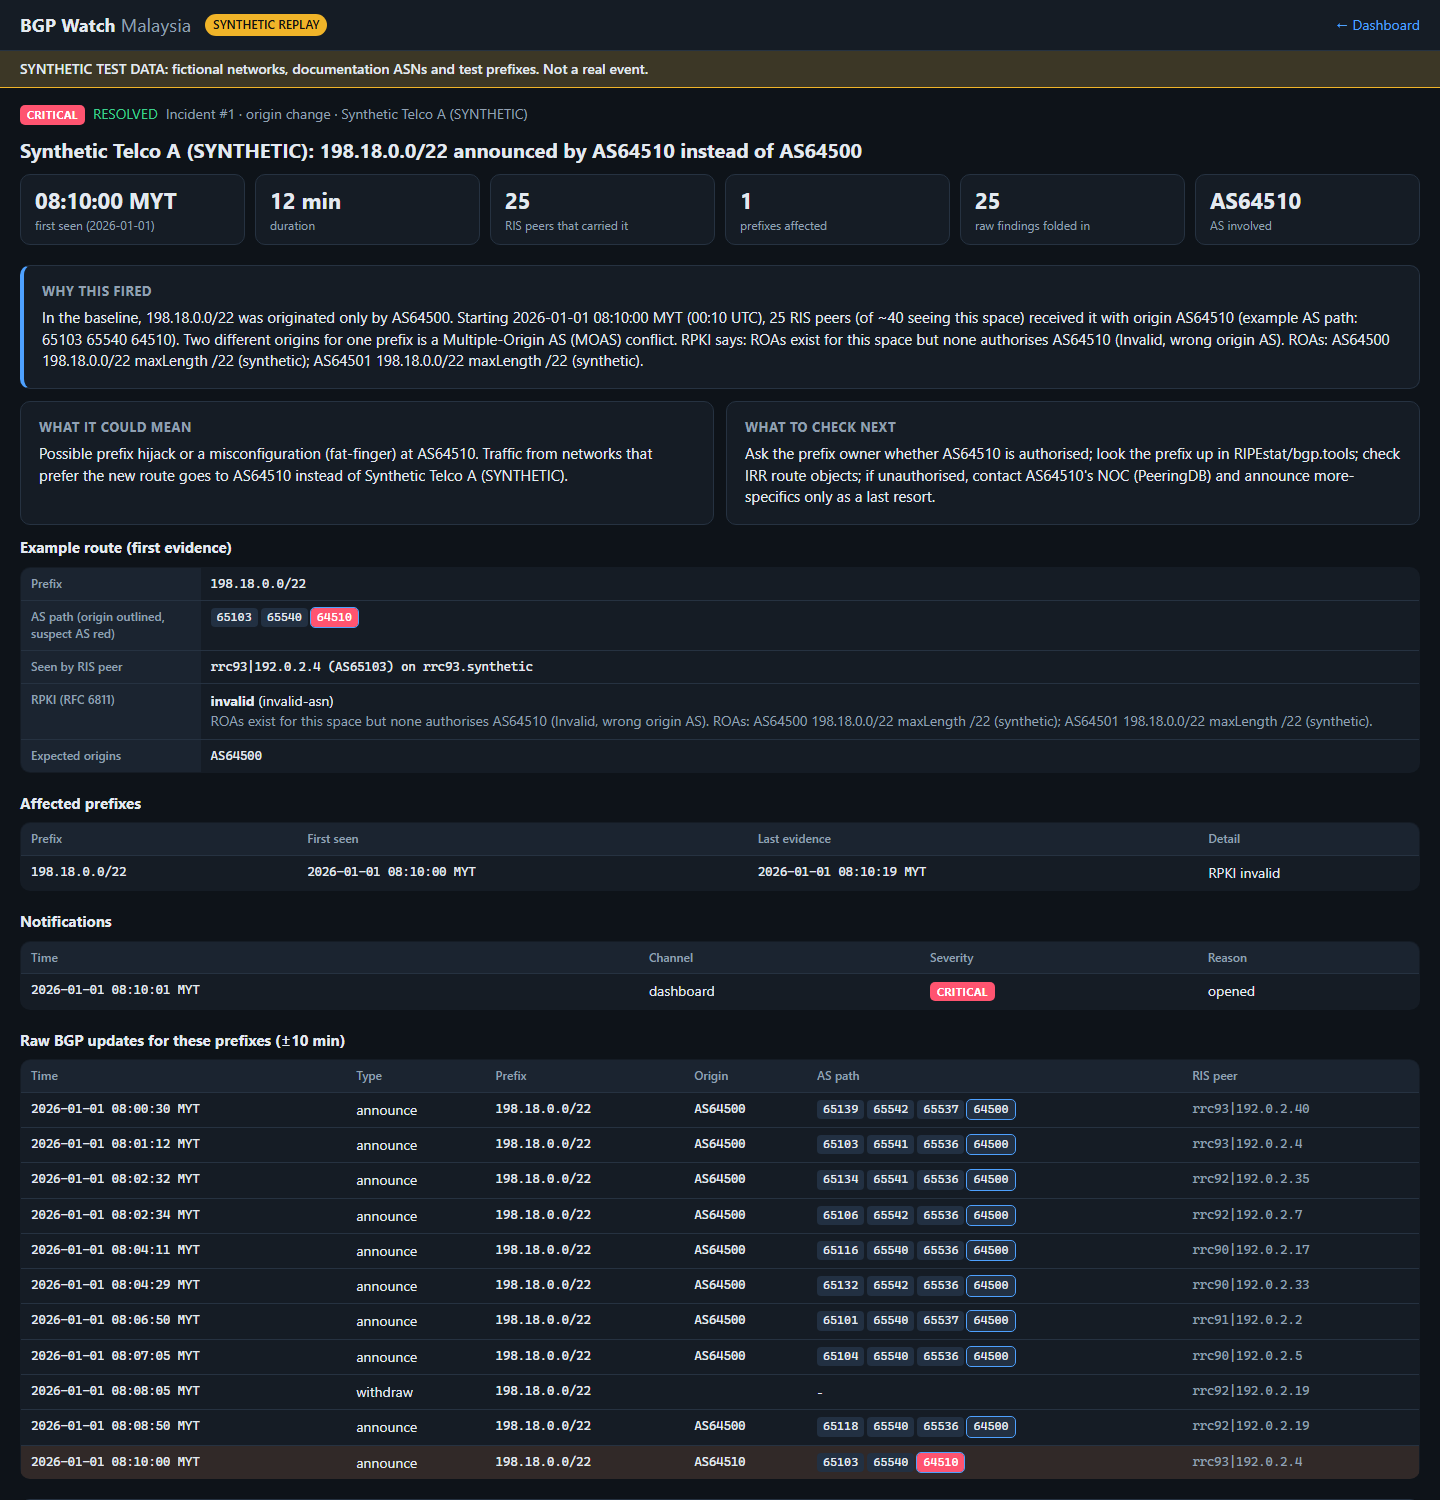 BGP Watch Malaysia SYNTHETIC REPLAY ← Dashboard
SYNTHETIC TEST DATA: fictional networks, documentation ASNs and test prefixes. Not a real event.
CRITICAL RESOLVED Incident #1 · origin change · Synthetic Telco A (SYNTHETIC)
Synthetic Telco A (SYNTHETIC): 198.18.0.0/22 announced by AS64510 instead of AS64500
08:10:00 MYT
first seen (2026-01-01)
12 min
duration
25
RIS peers that carried it
1
prefixes affected
25
raw findings folded in
AS64510
AS involved
WHY THIS FIRED
In the baseline, 198.18.0.0/22 was originated only by AS64500. Starting 2026-01-01 08:10:00 MYT (00:10 UTC), 25 RIS peers (of ~40 seeing this space) received it with origin AS64510 (example AS path:
65103 65540 64510). Two different origins for one prefix is a Multiple-Origin AS (MOAS) conflict. RPKI says: ROAs exist for this space but none authorises AS64510 (Invalid, wrong origin AS). ROAs: AS64500
198.18.0.0/22 maxLength /22 (synthetic); AS64501 198.18.0.0/22 maxLength /22 (synthetic).
WHAT IT COULD MEAN
Possible prefix hijack or a misconfiguration (fat-finger) at AS64510. Traffic from networks that
prefer the new route goes to AS64510 instead of Synthetic Telco A (SYNTHETIC).
WHAT TO CHECK NEXT
Ask the prefix owner whether AS64510 is authorised; look the prefix up in RIPEstat/bgp.tools; check
IRR route objects; if unauthorised, contact AS64510's NOC (PeeringDB) and announce more-
specifics only as a last resort.
Example route (first evidence)
Prefix 198.18.0.0/22
AS path (origin outlined,
suspect AS red)
65103 65540 64510
Seen by RIS peer rrc93|192.0.2.4 (AS65103) on rrc93.synthetic
RPKI (RFC 6811) invalid (invalid-asn)
ROAs exist for this space but none authorises AS64510 (Invalid, wrong origin AS). ROAs: AS64500 198.18.0.0/22 maxLength /22 (synthetic); AS64501 198.18.0.0/22 maxLength /22 (synthetic).
Expected origins AS64500
Affected prefixes
Prefix First seen Last evidence Detail
198.18.0.0/22 2026-01-01 08:10:00 MYT 2026-01-01 08:10:19 MYT RPKI invalid
Notifications
Time Channel Severity Reason
2026-01-01 08:10:01 MYT dashboard CRITICAL opened
Raw BGP updates for these prefixes (±10 min)
Time Type Prefix Origin AS path RIS peer
2026-01-01 08:00:30 MYT announce 198.18.0.0/22 AS64500 65139 65542 65537 64500 rrc93|192.0.2.40
2026-01-01 08:01:12 MYT announce 198.18.0.0/22 AS64500 65103 65541 65536 64500 rrc93|192.0.2.4
2026-01-01 08:02:32 MYT announce 198.18.0.0/22 AS64500 65134 65541 65536 64500 rrc92|192.0.2.35
2026-01-01 08:02:34 MYT announce 198.18.0.0/22 AS64500 65106 65542 65536 64500 rrc92|192.0.2.7
2026-01-01 08:04:11 MYT announce 198.18.0.0/22 AS64500 65116 65540 65536 64500 rrc90|192.0.2.17
2026-01-01 08:04:29 MYT announce 198.18.0.0/22 AS64500 65132 65542 65536 64500 rrc90|192.0.2.33
2026-01-01 08:06:50 MYT announce 198.18.0.0/22 AS64500 65101 65540 65537 64500 rrc91|192.0.2.2
2026-01-01 08:07:05 MYT announce 198.18.0.0/22 AS64500 65104 65540 65536 64500 rrc90|192.0.2.5
2026-01-01 08:08:05 MYT withdraw 198.18.0.0/22 - rrc92|192.0.2.19
2026-01-01 08:08:50 MYT announce 198.18.0.0/22 AS64500 65118 65540 65536 64500 rrc92|192.0.2.19
2026-01-01 08:10:00 MYT announce 198.18.0.0/22 AS64510 65103 65540 64510 rrc93|192.0.2.4